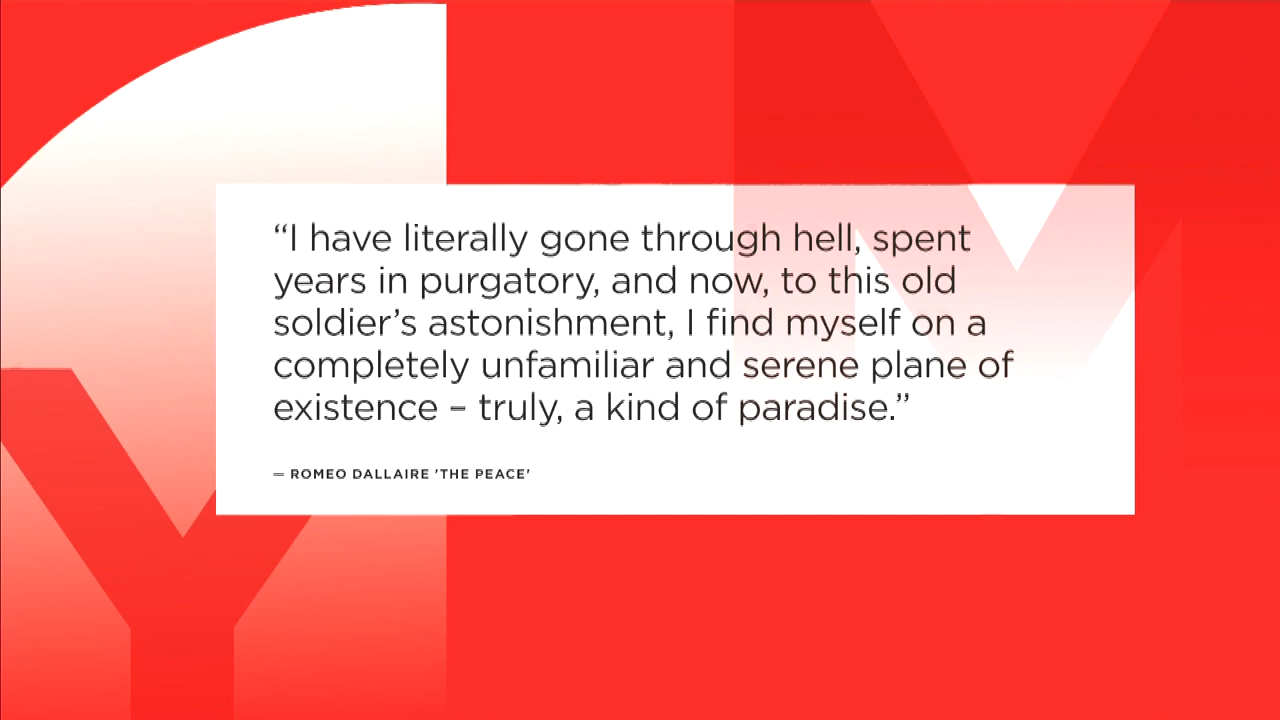 “I have literally gone through hell, spent
years in purgatory, and now, to this old
soldier’s astonishment, I find myself on a
completely unfamiliar and serene plane of
existence – truly, a kind of paradise.”
— ROMEO DALLAIRE 'THE PEACE'